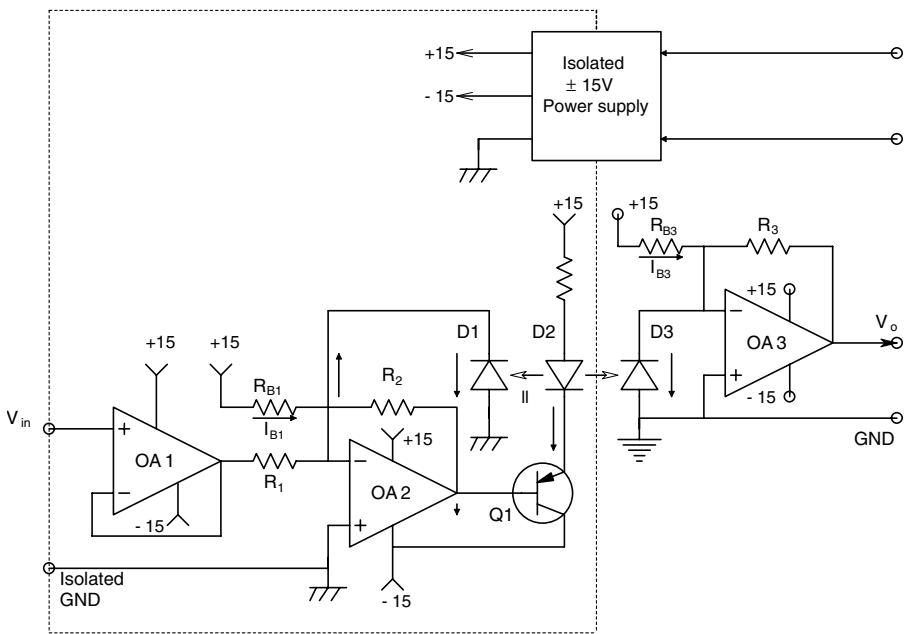 +15
- 15
Isolated
± 15V
Power supply
+15
+15
R_B3
I_B3
R_3
+15
OA 3
- 15
V_o
GND
D1
D2
D3
II
+15
+15
R_B1
I_B1
R_2
V_in
+
OA 1
−
- 15
R_1
+15
−
OA 2
+
- 15
Q1
−
+
Isolated
GND